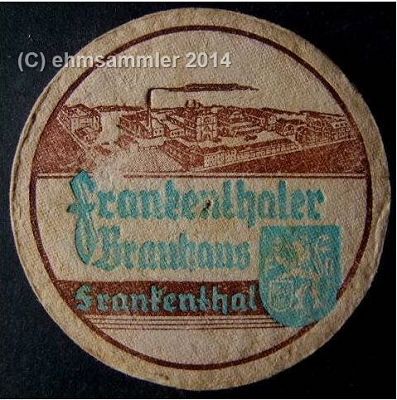 (C) ehmsammler 2014
Frankenthaler
Brauhaus
Frankenthal